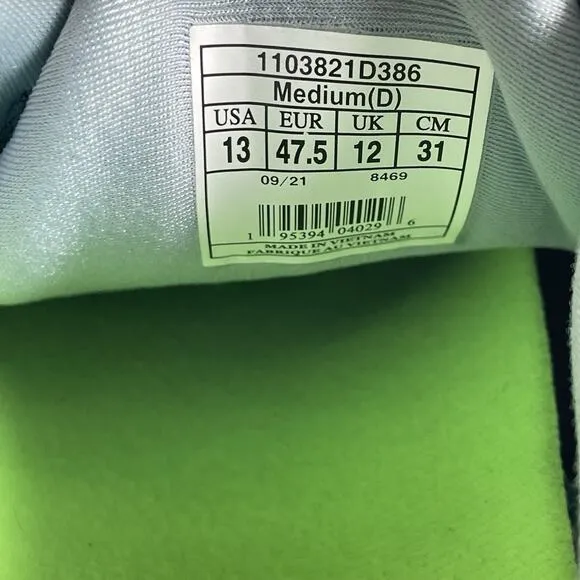 1103821D386
Medium(D)
USA EUR UK CM
13 47.5 12 31
09/21 8469
1 95394 04029 6
MADE IN VIETNAM
FABRIQUE AU VIETNAM